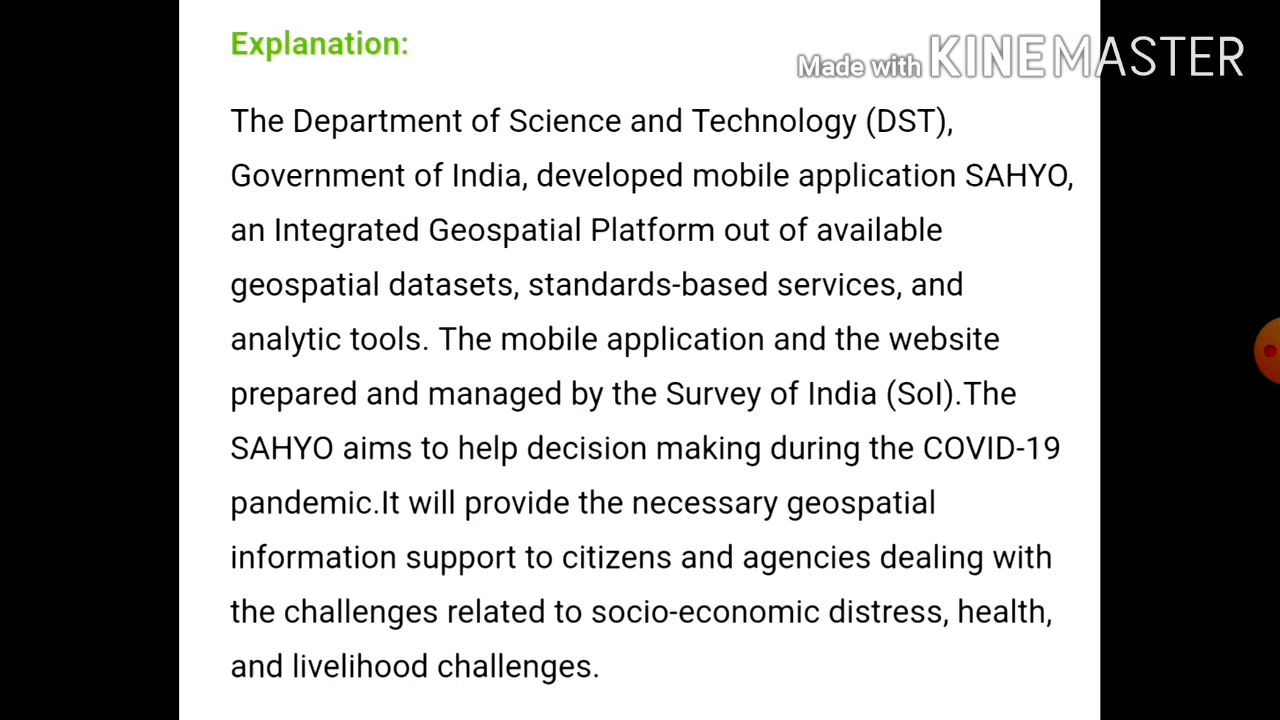 Explanation:
Made with KINEMASTER
The Department of Science and Technology (DST),
Government of India, developed mobile application SAHYO,
an Integrated Geospatial Platform out of available
geospatial datasets, standards-based services, and
analytic tools. The mobile application and the website
prepared and managed by the Survey of India (SoI).The
SAHYO aims to help decision making during the COVID-19
pandemic.It will provide the necessary geospatial
information support to citizens and agencies dealing with
the challenges related to socio-economic distress, health,
and livelihood challenges.